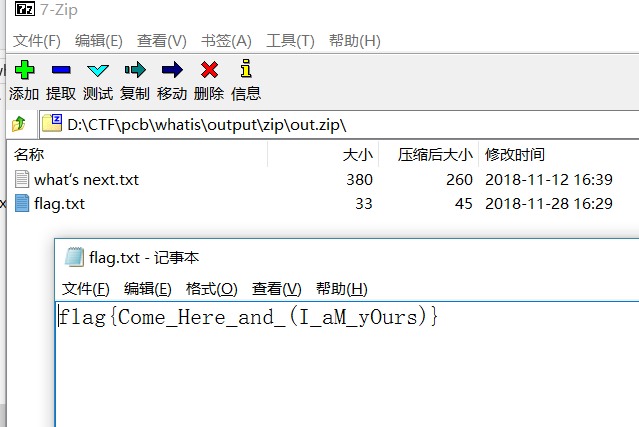 7-Zip
文件(F) 编辑(E) 查看(V) 书签(A) 工具(T) 帮助(H)
添加 提取 测试 复制 移动 删除 信息
D:\CTF\pcb\whatis\output\zip\out.zip\
名称 大小 压缩后大小 修改时间
what's next.txt 380 260 2018-11-12 16:39
flag.txt 33 45 2018-11-28 16:29
flag.txt - 记事本
文件(F) 编辑(E) 格式(O) 查看(V) 帮助(H)
flag{Come_Here_and_(I_aM_yOurs)}